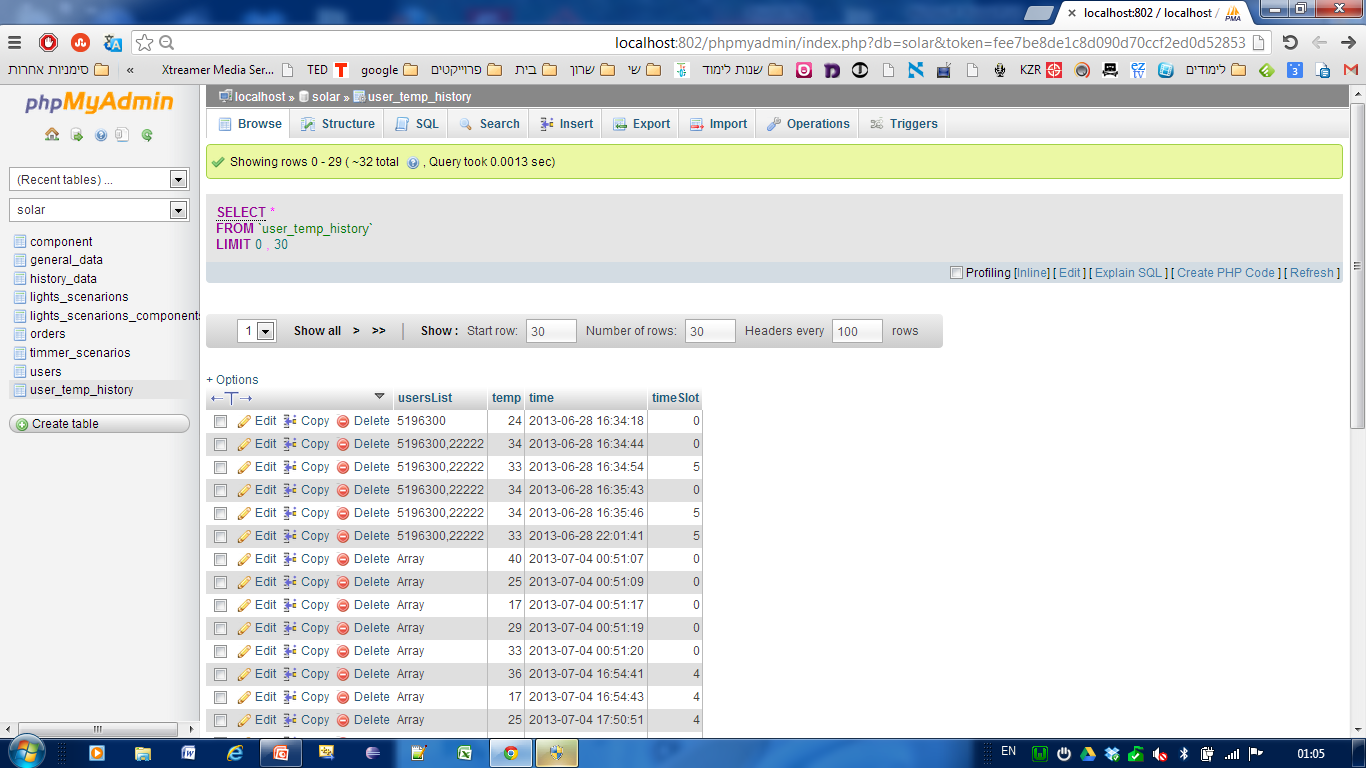 localhost:802 / localhost /
PMA
localhost:802/phpmyadmin/index.php?db=solar&token=fee7be8de1c8d090d70ccf2ed0d52853
סימניות אחרות
«
Xtreamer Media Ser...
TED
google
פרוייקטים
בית
שרון
שי
שנות לימוד
KZR
לימודים
phpMyAdmin
localhost » solar » user_temp_history
Browse Structure SQL Search Insert Export Import Operations Triggers
Showing rows 0 - 29 ( ~32 total , Query took 0.0013 sec)
(Recent tables) ...
solar
component
general_data
history_data
lights_scenarions
lights_scenarions_components
orders
timmer_scenarios
users
user_temp_history
Create table
SELECT *
FROM `user_temp_history`
LIMIT 0 , 30
Profiling [Inline] [ Edit ] [ Explain SQL ] [ Create PHP Code ] [ Refresh ]
1 Show all > >> | Show : Start row: 30 Number of rows: 30 Headers every 100 rows
+ Options
←T→ usersList temp time timeSlot
Edit Copy Delete 5196300 24 2013-06-28 16:34:18 0
Edit Copy Delete 5196300,22222 34 2013-06-28 16:34:44 0
Edit Copy Delete 5196300,22222 33 2013-06-28 16:34:54 5
Edit Copy Delete 5196300,22222 34 2013-06-28 16:35:43 0
Edit Copy Delete 5196300,22222 34 2013-06-28 16:35:46 5
Edit Copy Delete 5196300,22222 33 2013-06-28 22:01:41 5
Edit Copy Delete Array 40 2013-07-04 00:51:07 0
Edit Copy Delete Array 25 2013-07-04 00:51:09 0
Edit Copy Delete Array 17 2013-07-04 00:51:17 0
Edit Copy Delete Array 29 2013-07-04 00:51:19 0
Edit Copy Delete Array 33 2013-07-04 00:51:20 0
Edit Copy Delete Array 36 2013-07-04 16:54:41 4
Edit Copy Delete Array 17 2013-07-04 16:54:43 4
Edit Copy Delete Array 25 2013-07-04 17:50:51 4
EN
01:05